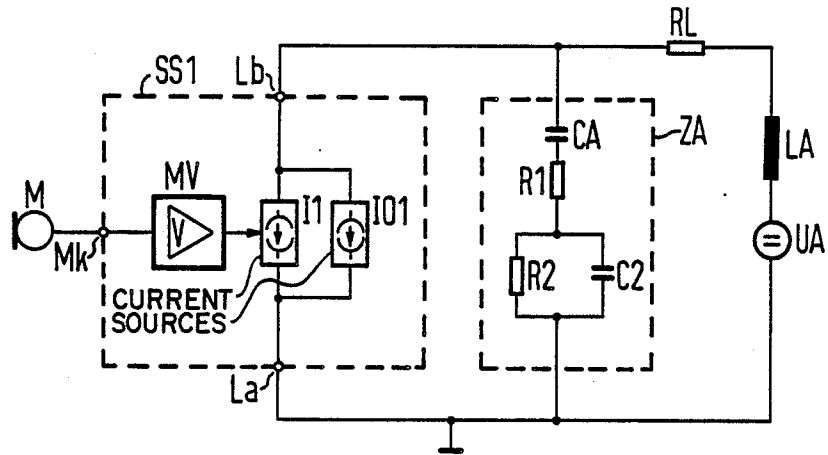 RL
SS1
Lb
CA
ZA
LA
R1
MV
M
V
I1
I01
UA
Mk
R2
C2
CURRENT
SOURCES
La